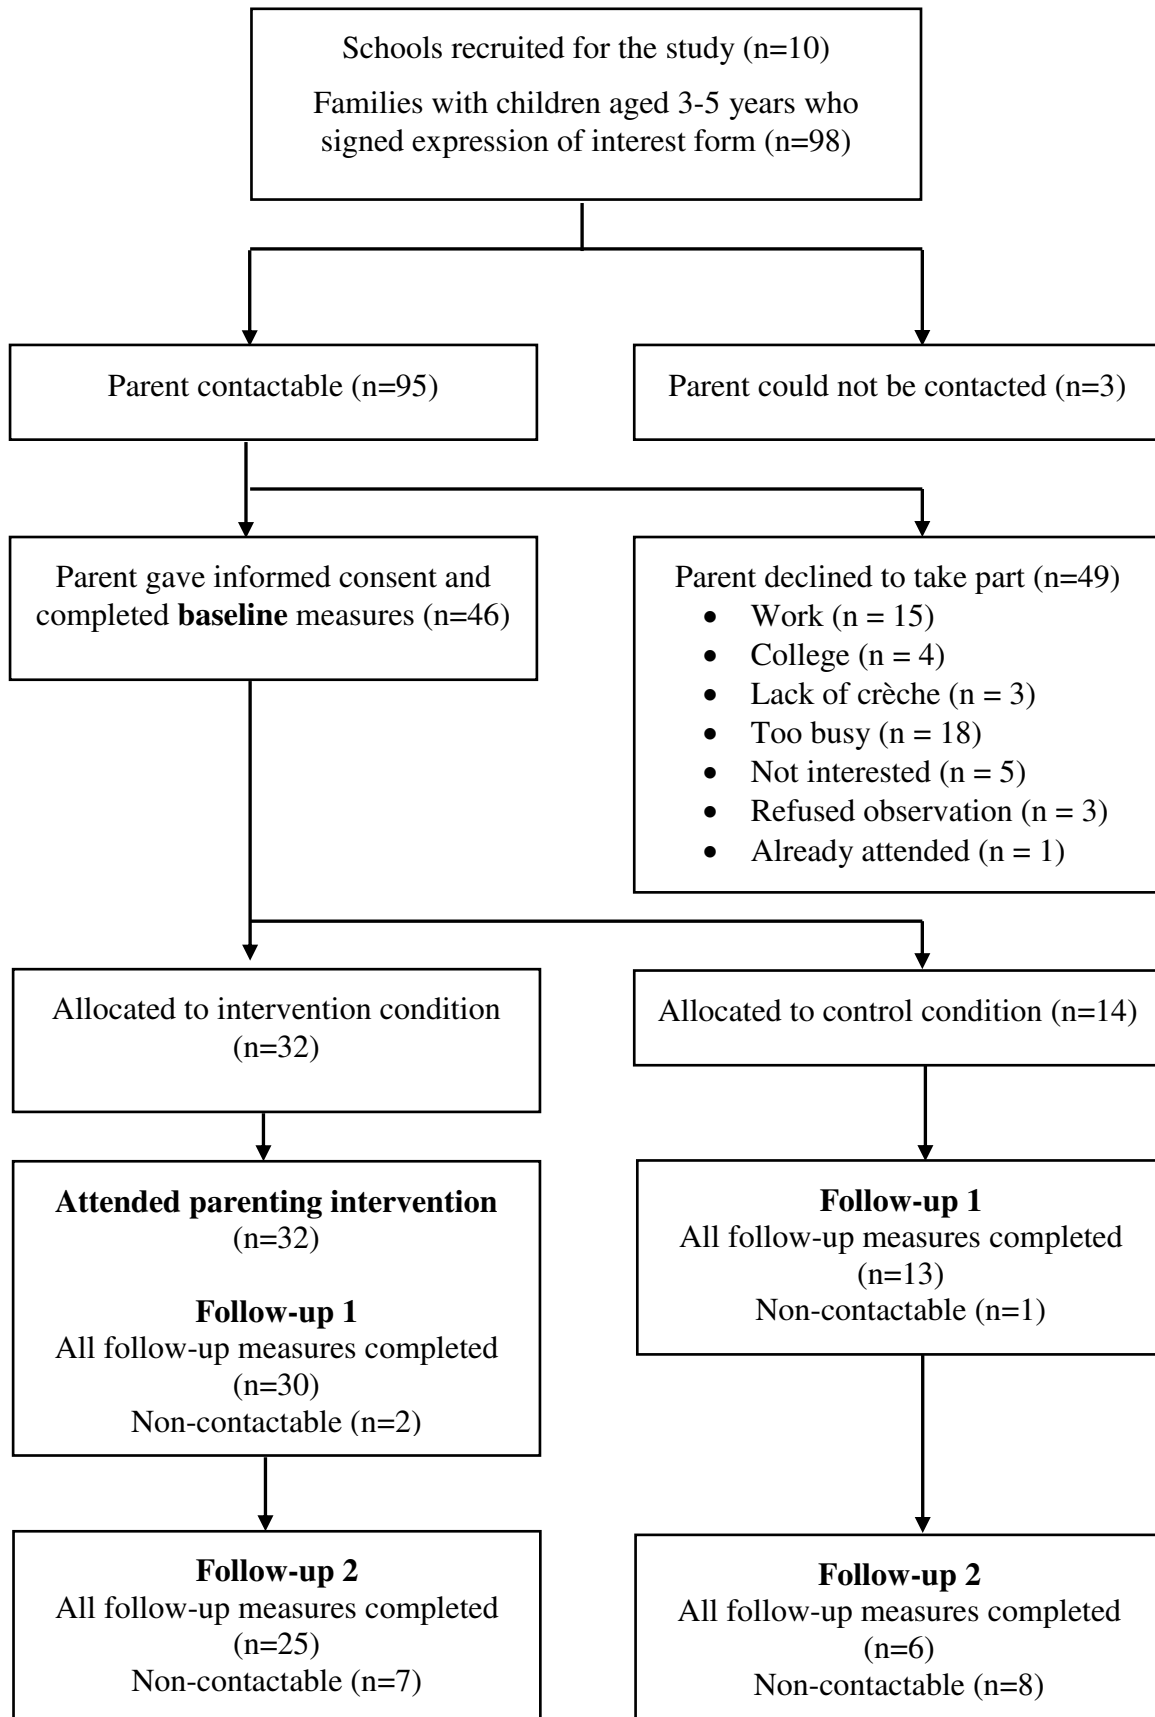 Schools recruited for the study (n=10)
Families with children aged 3-5 years who
signed expression of interest form (n=98)
Parent contactable (n=95)
Parent could not be contacted (n=3)
Parent gave informed consent and
completed baseline measures (n=46)
Parent declined to take part (n=49)
• Work (n = 15)
• College (n = 4)
• Lack of crèche (n = 3)
• Too busy (n = 18)
• Not interested (n = 5)
• Refused observation (n = 3)
• Already attended (n = 1)
Allocated to intervention condition
(n=32)
Allocated to control condition (n=14)
Attended parenting intervention
(n=32)
Follow-up 1
All follow-up measures completed
(n=30)
Non-contactable (n=2)
Follow-up 1
All follow-up measures completed
(n=13)
Non-contactable (n=1)
Follow-up 2
All follow-up measures completed
(n=25)
Non-contactable (n=7)
Follow-up 2
All follow-up measures completed
(n=6)
Non-contactable (n=8)